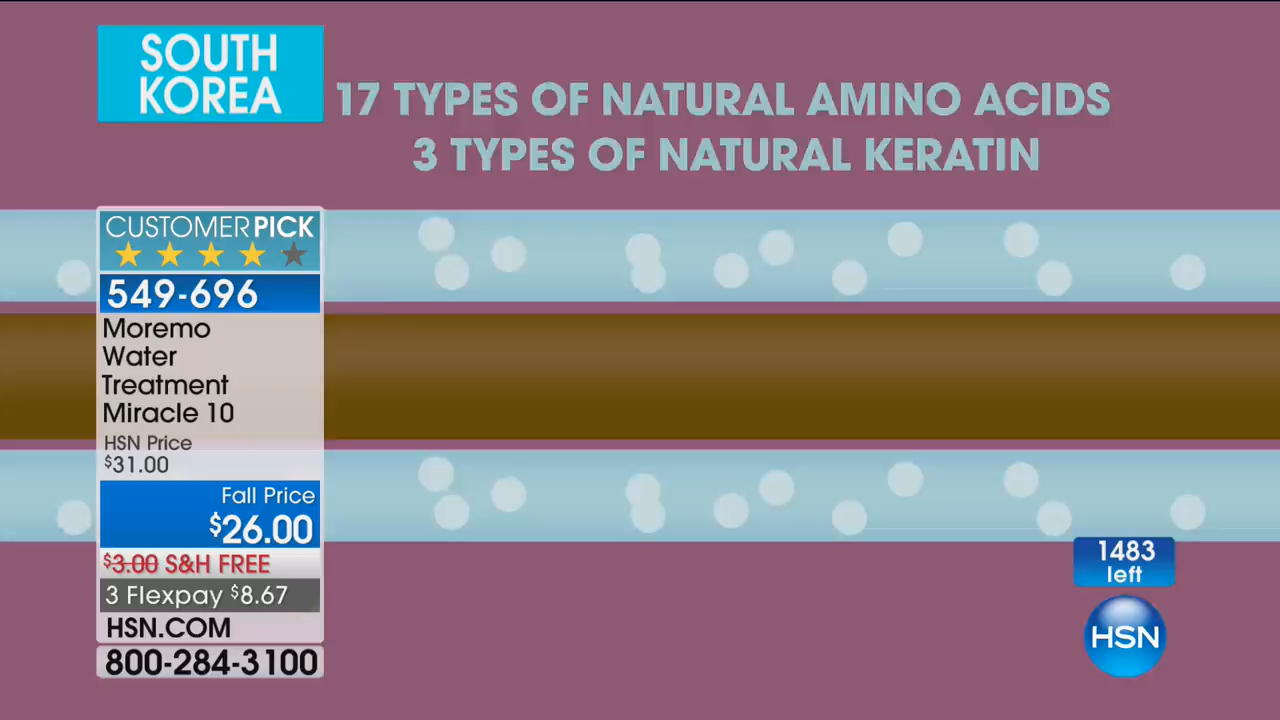 SOUTH
KOREA
17 TYPES OF NATURAL AMINO ACIDS
3 TYPES OF NATURAL KERATIN
CUSTOMERPICK
549-696
Moremo
Water
Treatment
Miracle 10
HSN Price
$31.00
Fall Price
$26.00
$3.00 S&H FREE
3 Flexpay $8.67
HSN.COM
800-284-3100
1483
left
HSN